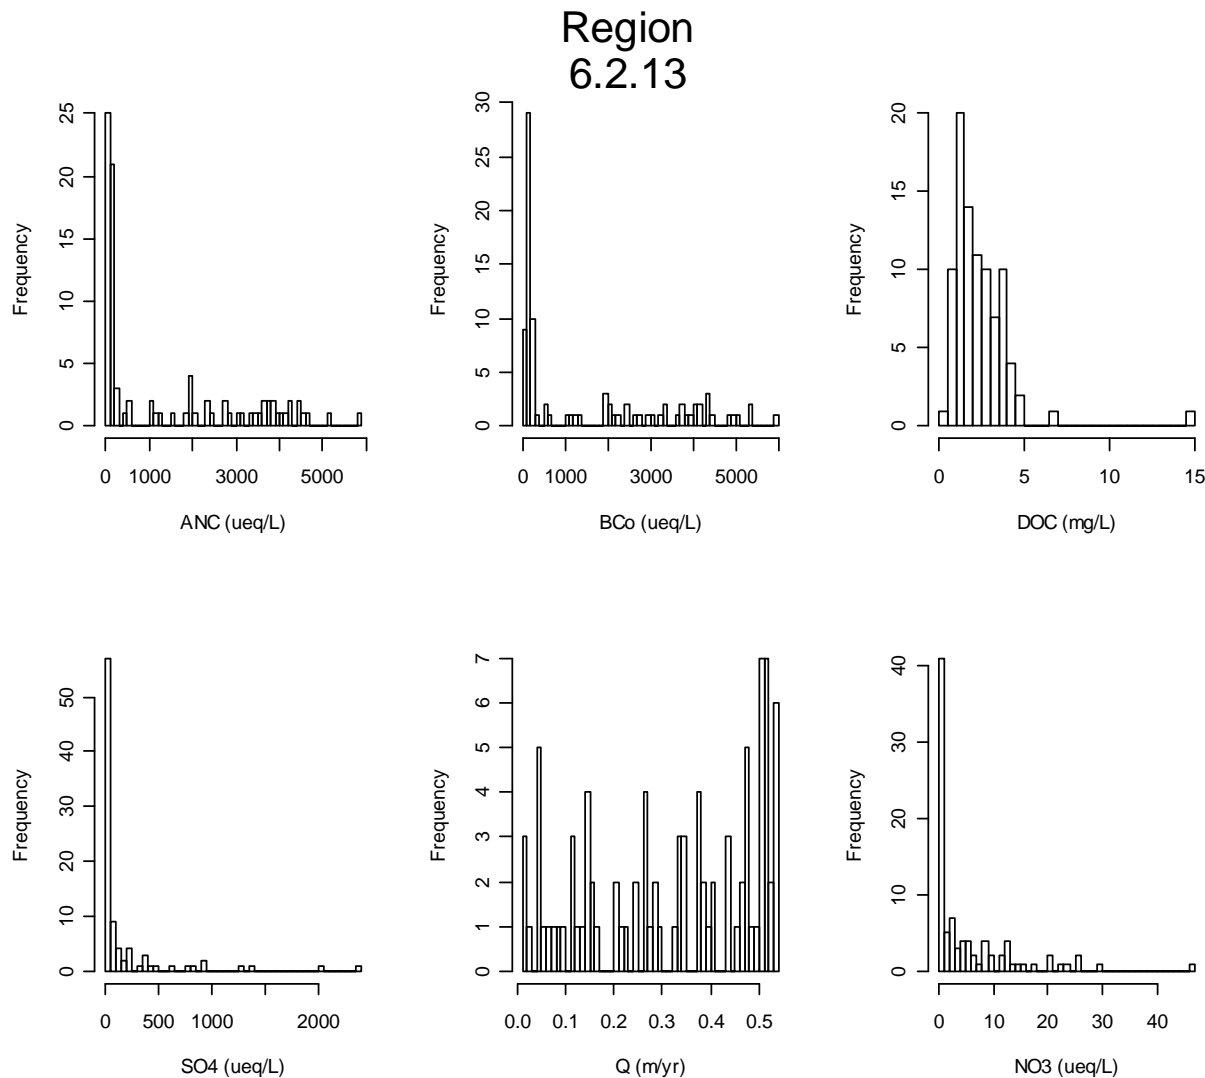 Region
6.2.13
Frequency
0 5 10 15 20 25
0 1000 3000 5000
ANC (ueq/L)
Frequency
0 5 10 15 20 25 30
0 1000 3000 5000
BCo (ueq/L)
Frequency
0 5 10 15 20
0 5 10 15
DOC (mg/L)
Frequency
0 10 20 30 40 50
0 500 1000 2000
SO4 (ueq/L)
Frequency
0 1 2 3 4 5 6 7
0.0 0.1 0.2 0.3 0.4 0.5
Q (m/yr)
Frequency
0 10 20 30 40
0 10 20 30 40
NO3 (ueq/L)